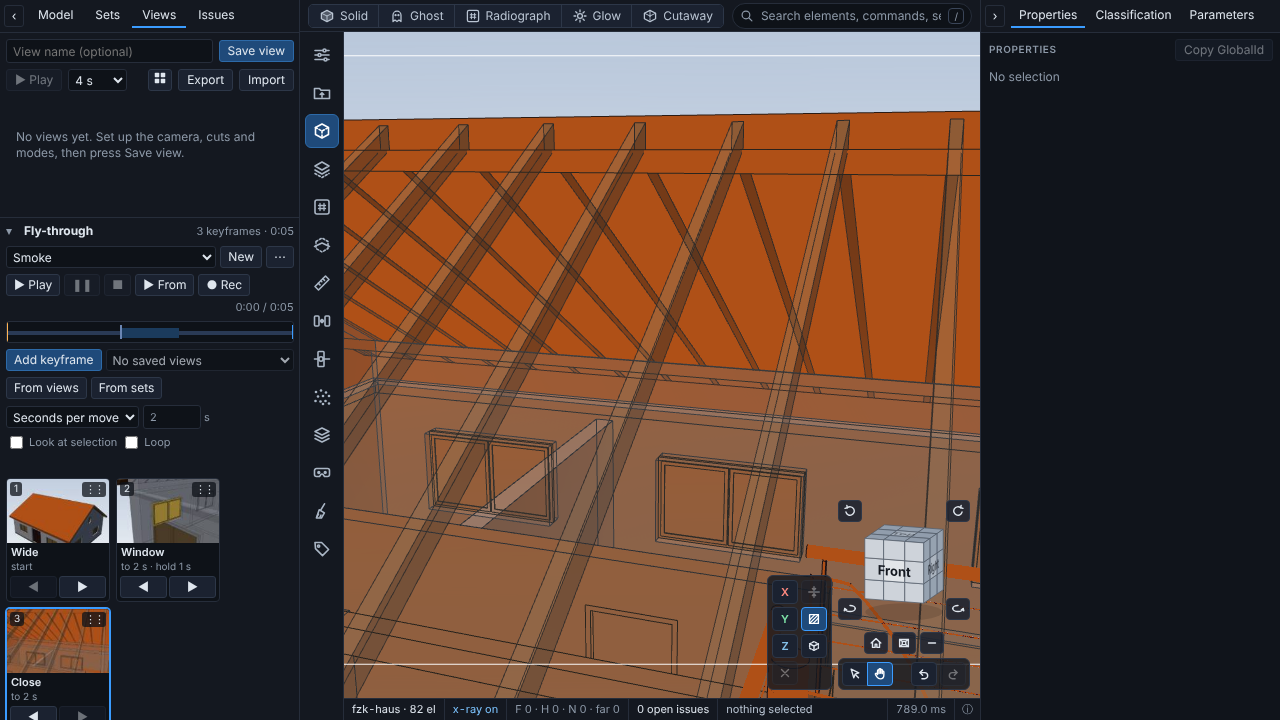 Model Sets Views Issues
Solid Ghost Radiograph Glow Cutaway
Search elements, commands, se /
Properties Classification Parameters
View name (optional) Save view
Play 4 s Export Import
PROPERTIES Copy GlobalId
No selection
No views yet. Set up the camera, cuts and
modes, then press Save view.
Fly-through 3 keyframes · 0:05
Smoke New ···
Play From Rec
0:00 / 0:05
Add keyframe No saved views
From views From sets
Seconds per move 2 s
Look at selection Loop
1 2
Wide Window
start to 2 s · hold 1 s
3
Close
to 2 s
Front Right
X
Y
Z
fzk-haus · 82 el x-ray on F 0 · H 0 · N 0 · far 0 0 open issues nothing selected 789.0 ms